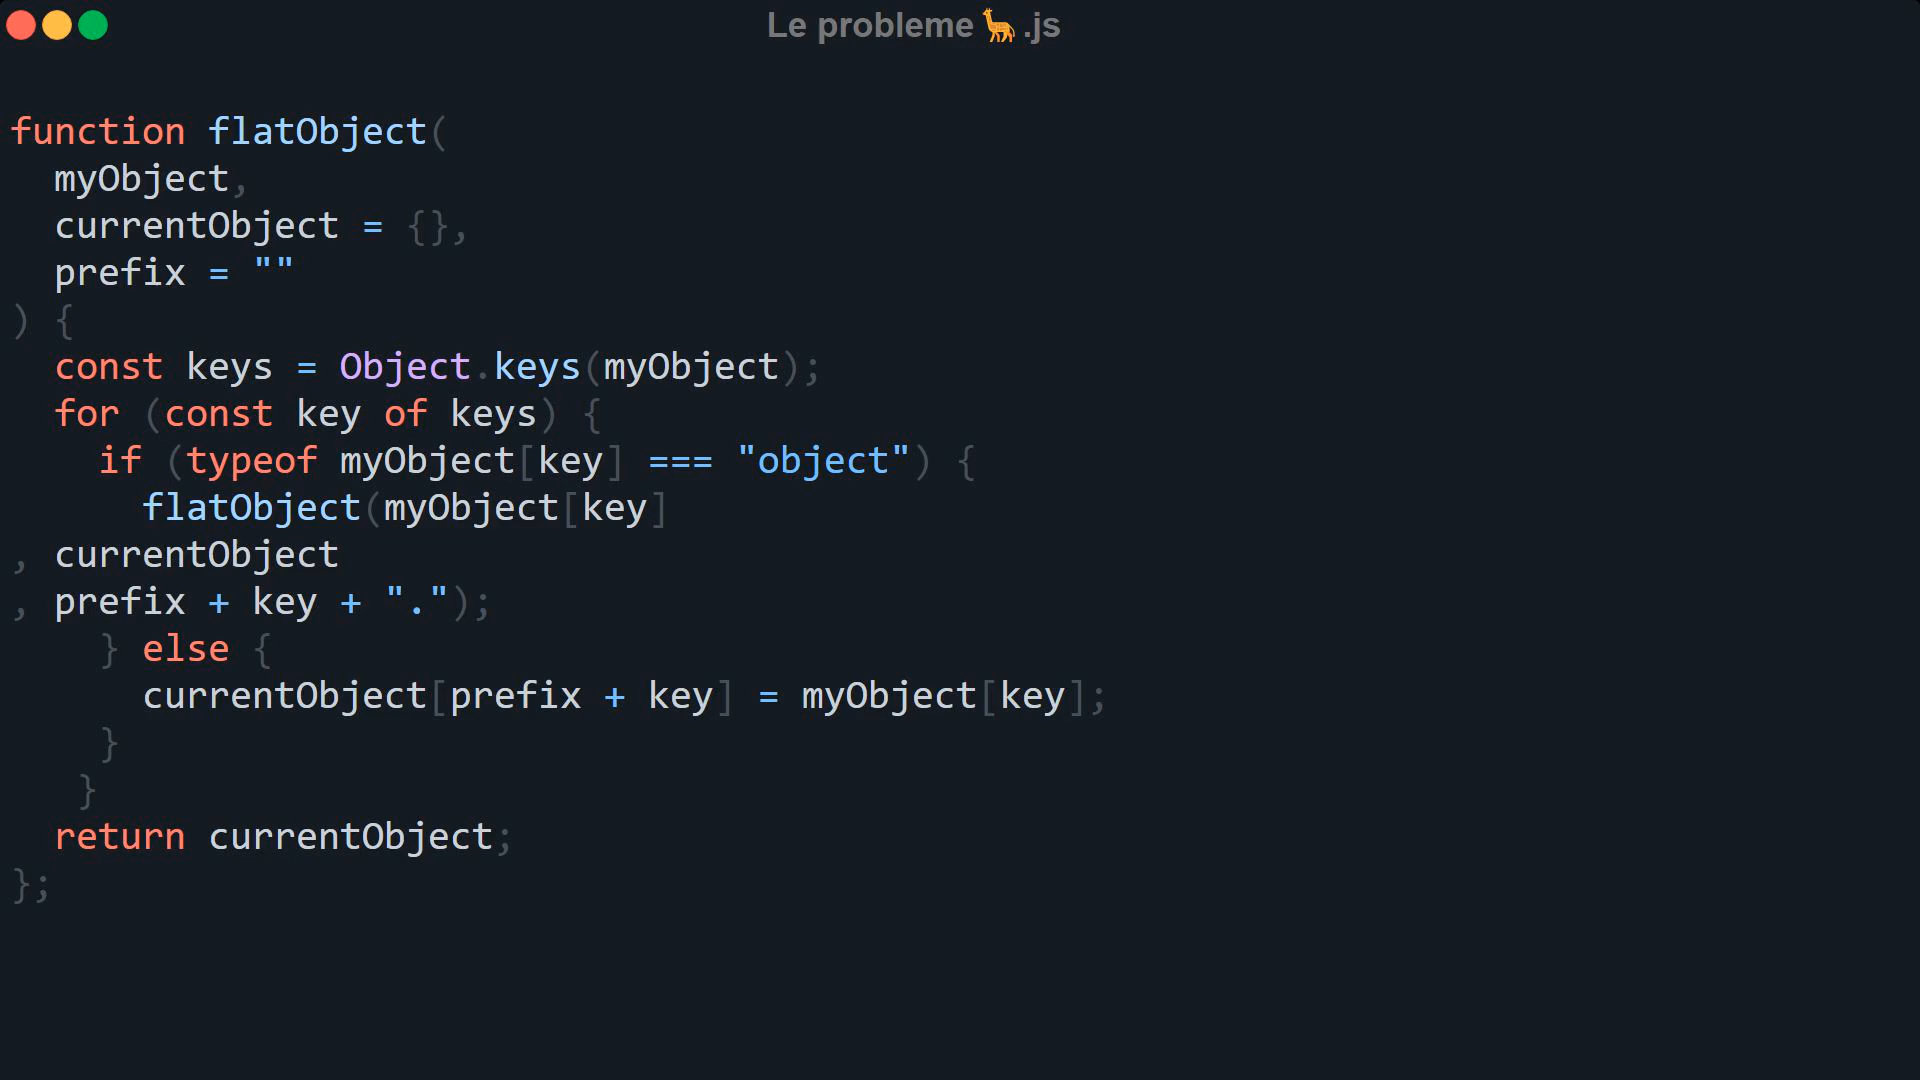 Le probleme🦒.js
function flatObject(
  myObject,
  currentObject = {},
  prefix = ""
) {
  const keys = Object.keys(myObject);
  for (const key of keys) {
    if (typeof myObject[key] === "object") {
      flatObject(myObject[key]
, currentObject
, prefix + key + ".");
    } else {
      currentObject[prefix + key] = myObject[key];
    }
   }
  return currentObject;
};